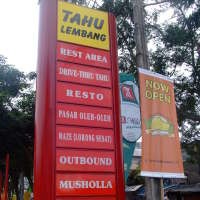 TAHU
LEMBANG
REST AREA
DRIVE-THRU TAHU
RESTO
PASAR OLEH-OLEH
MAZE (LORONG SESAT)
OUTBOUND
MUSHOLLA
NOW
OPEN